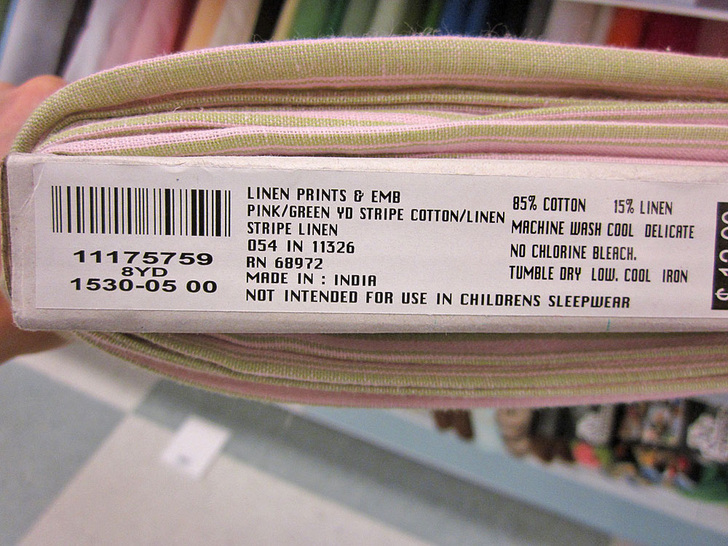 11175759
8YD
1530-05 00
LINEN PRINTS & EMB
PINK/GREEN YD STRIPE COTTON/LINEN
STRIPE LINEN
054 IN 11326
RN 68972
MADE IN : INDIA
NOT INTENDED FOR USE IN CHILDRENS SLEEPWEAR
85% COTTON 15% LINEN
MACHINE WASH COOL DELICATE
NO CHLORINE BLEACH.
TUMBLE DRY LOW. COOL IRON